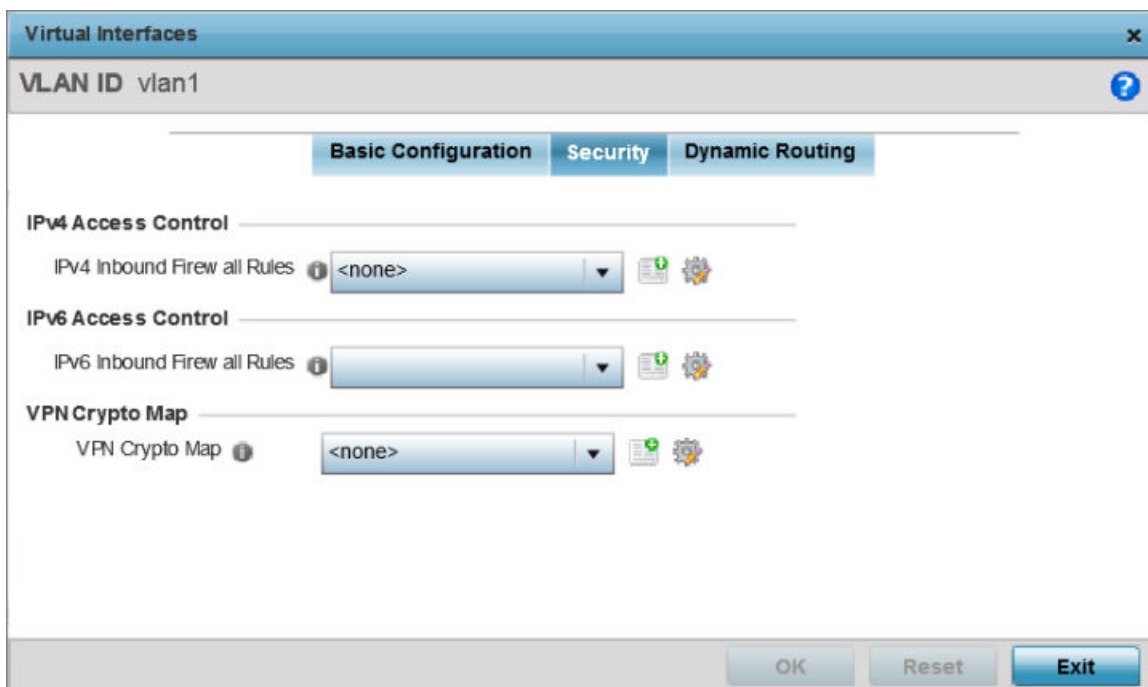 Virtual Interfaces
VLAN ID vlan1
Basic Configuration Security Dynamic Routing
IPv4 Access Control
IPv4 Inbound Firew all Rules <none>
IPv6 Access Control
IPv6 Inbound Firew all Rules
VPN Crypto Map
VPN Crypto Map <none>
OK Reset Exit